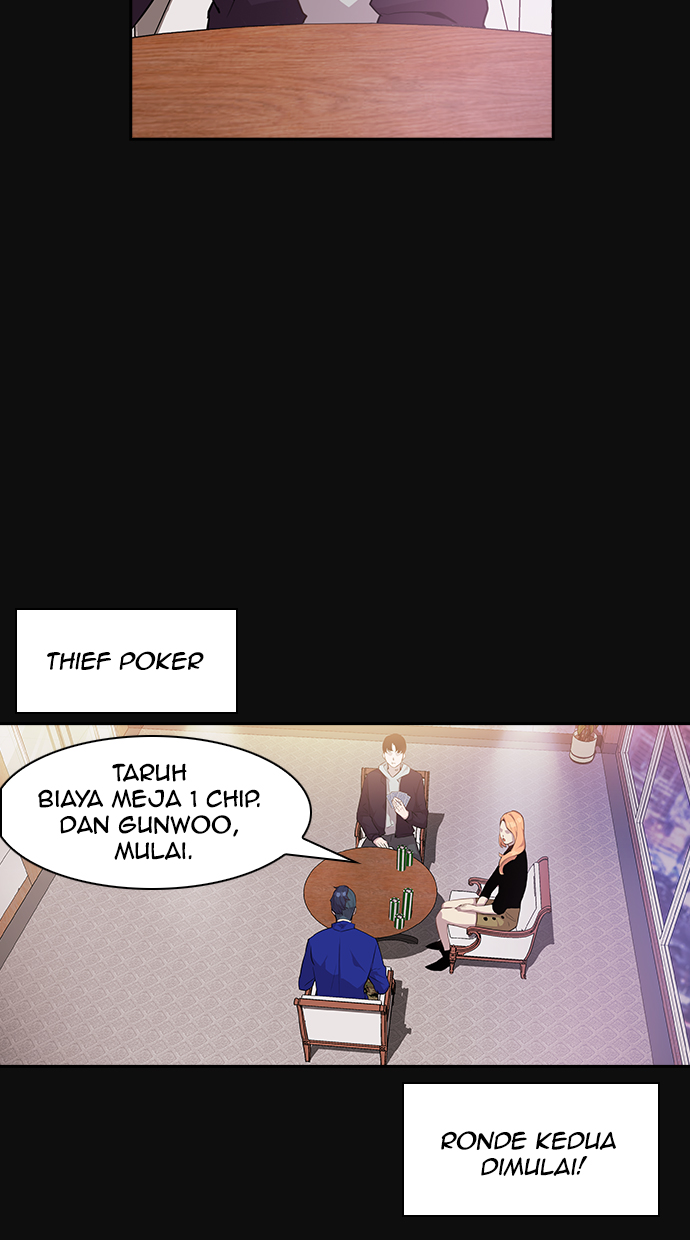 THIEF POKER
TARUH
BIAYA MEJA 1 CHIP.
DAN GUNWOO,
MULAI.
RONDE KEDUA
DIMULAI!